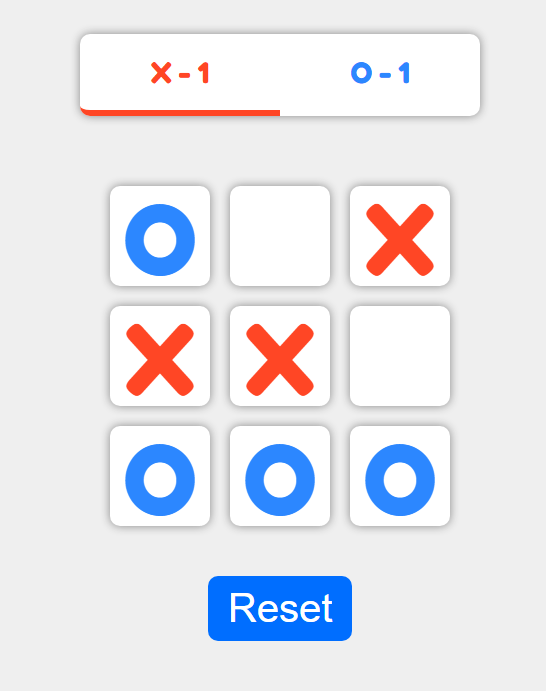 X - 1
O - 1
O X
X X
O O O
Reset